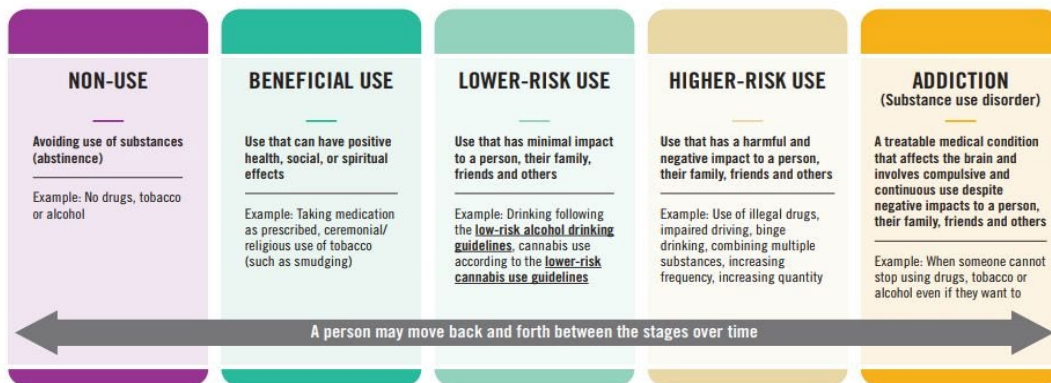 NON-USE
Avoiding use of substances
(abstinence)
Example: No drugs, tobacco
or alcohol
BENEFICIAL USE
Use that can have positive
health, social, or spiritual
effects
Example: Taking medication
as prescribed, ceremonial/
religious use of tobacco
(such as smudging)
LOWER-RISK USE
Use that has minimal impact
to a person, their family,
friends and others
Example: Drinking following
the low-risk alcohol drinking
guidelines, cannabis use
according to the lower-risk
cannabis use guidelines
HIGHER-RISK USE
Use that has a harmful and
negative impact to a person,
their family, friends and others
Example: Use of illegal drugs,
impaired driving, binge
drinking, combining multiple
substances, increasing
frequency, increasing quantity
ADDICTION
(Substance use disorder)
A treatable medical condition
that affects the brain and
involves compulsive and
continuous use despite
negative impacts to a person,
their family, friends and others
Example: When someone cannot
stop using drugs, tobacco or
alcohol even if they want to
A person may move back and forth between the stages over time